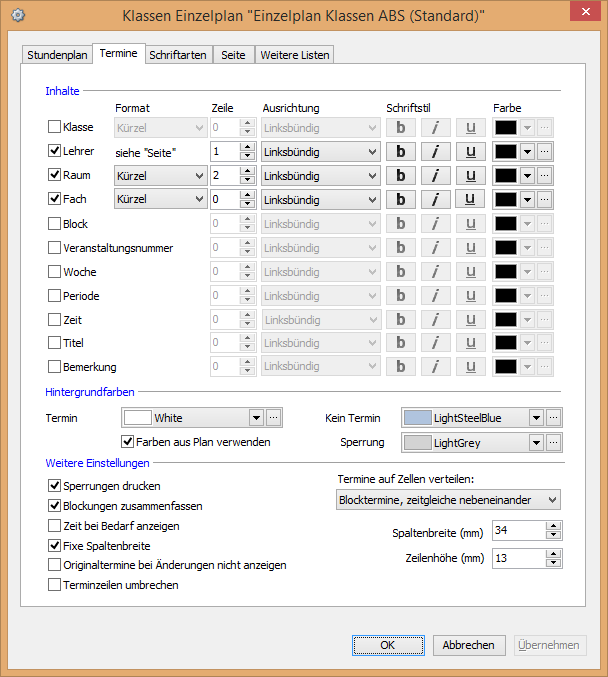 Klassen Einzelplan "Einzelplan Klassen ABS (Standard)"
Stundenplan Termine Schriftarten Seite Weitere Listen
Inhalte
Format Zeile Ausrichtung Schriftstil Farbe
Klasse Kürzel 0 Linksbündig b i u ...
Lehrer siehe "Seite" 1 Linksbündig b i u ...
Raum Kürzel 2 Linksbündig b i u ...
Fach Kürzel 0 Linksbündig b i u ...
Block 0 Linksbündig b i u ...
Veranstaltungsnummer 0 Linksbündig b i u ...
Woche 0 Linksbündig b i u ...
Periode 0 Linksbündig b i u ...
Zeit 0 Linksbündig b i u ...
Titel 0 Linksbündig b i u ...
Bemerkung 0 Linksbündig b i u ...
Hintergrundfarben
Termin White ... Kein Termin LightSteelBlue ...
Farben aus Plan verwenden Sperrung LightGrey ...
Weitere Einstellungen
Sperrungen drucken
Blockungen zusammenfassen
Zeit bei Bedarf anzeigen
Fixe Spaltenbreite
Originaltermine bei Änderungen nicht anzeigen
Terminzeilen umbrechen
Termine auf Zellen verteilen:
Blocktermine, zeitgleiche nebeneinander
Spaltenbreite (mm) 34
Zeilenhöhe (mm) 13
OK Abbrechen Übernehmen